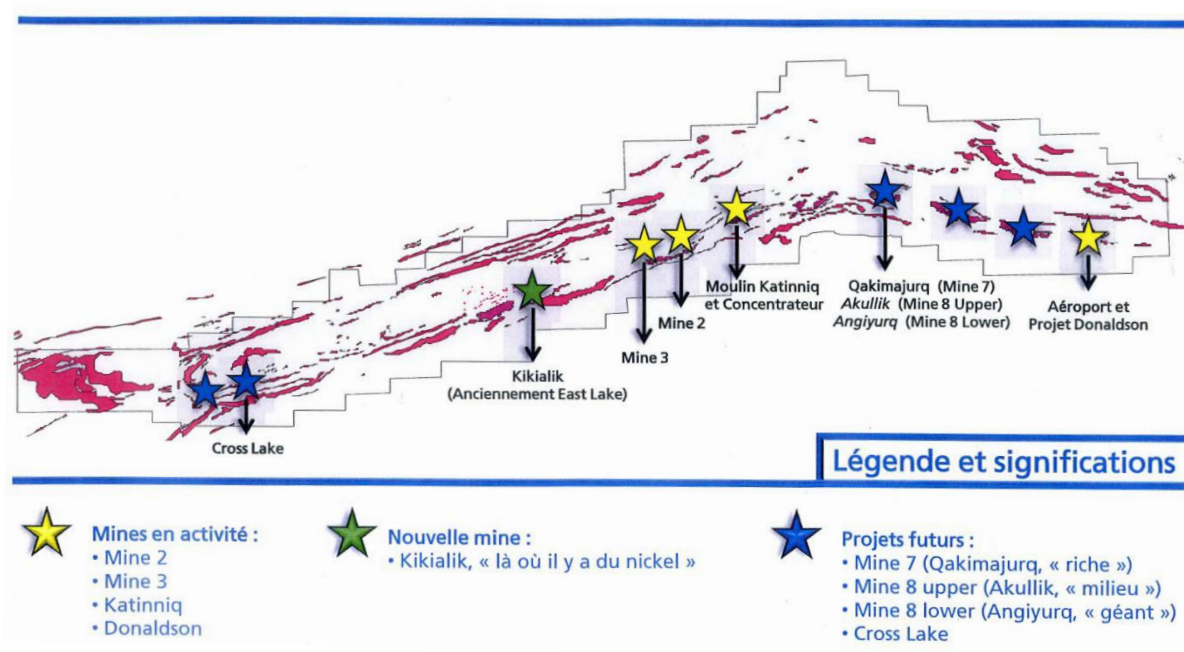 Moulin Katinniq
et Concentrateur
Qakimajurq (Mine 7)
Akullik (Mine 8 Upper)
Angiyurq (Mine 8 Lower)
Aéroport et
Projet Donaldson
Mine 2
Mine 3
Kikialik
(Anciennement East Lake)
Cross Lake
Légende et significations
Mines en activité :
• Mine 2
• Mine 3
• Katinniq
• Donaldson
Nouvelle mine :
• Kikialik, « là où il y a du nickel »
Projets futurs :
• Mine 7 (Qakimajurq, « riche »)
• Mine 8 upper (Akullik, « milieu »)
• Mine 8 lower (Angiyurq, « géant »)
• Cross Lake